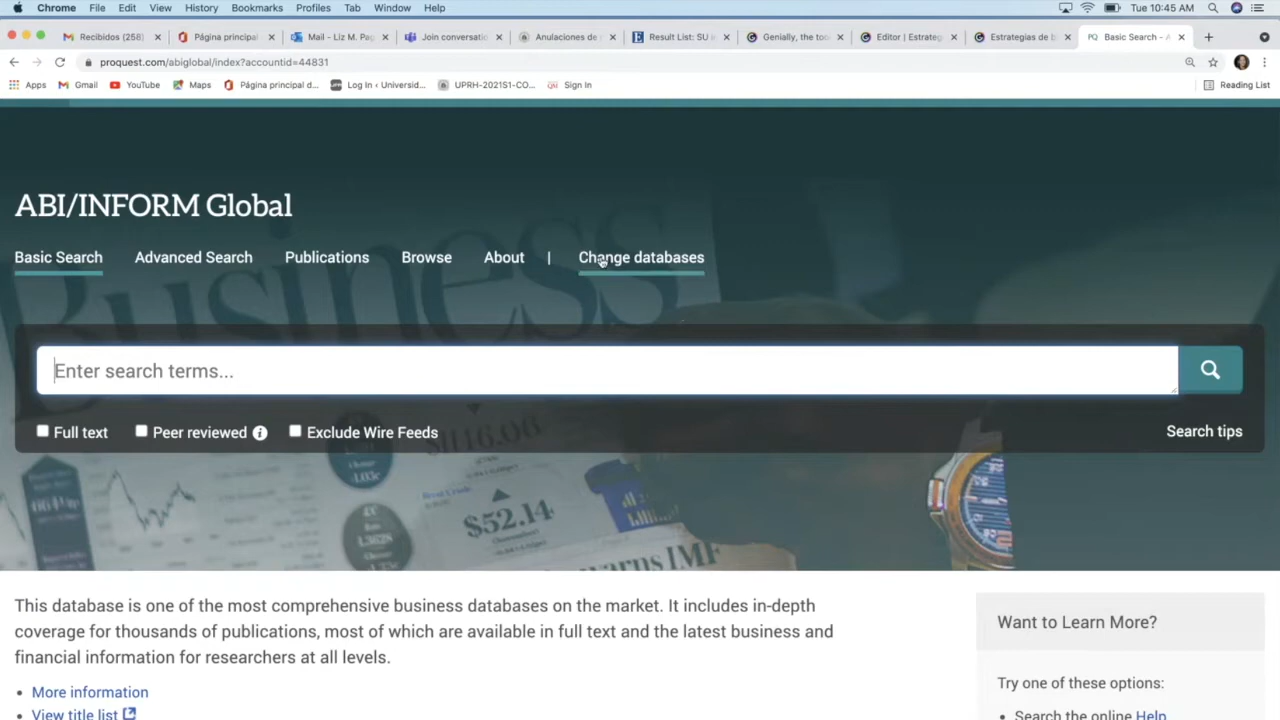 Chrome File Edit View History Bookmarks Profiles Tab Window Help Tue 10:45 AM
Recibidos (258) Página principal Mail - Liz M. Pag Join conversatio Anulaciones de Result List: SU Genially, the too Editor | Estrateg Estrategias de b PQ Basic Search - A
proquest.com/abiglobal/index?accountid=44831
Apps Gmail YouTube Maps Página principal d... Log In ‹ Universid... UPRH-2021S1-CO... Sign In Reading List
Business
ABI/INFORM Global
Basic Search Advanced Search Publications Browse About | Change databases
Enter search terms...
Full text Peer reviewed Exclude Wire Feeds Search tips
$52.14
IMF
This database is one of the most comprehensive business databases on the market. It includes in-depth
coverage for thousands of publications, most of which are available in full text and the latest business and
financial information for researchers at all levels.
Want to Learn More?
Try one of these options:
• More information
• View title list
• Search the online Help